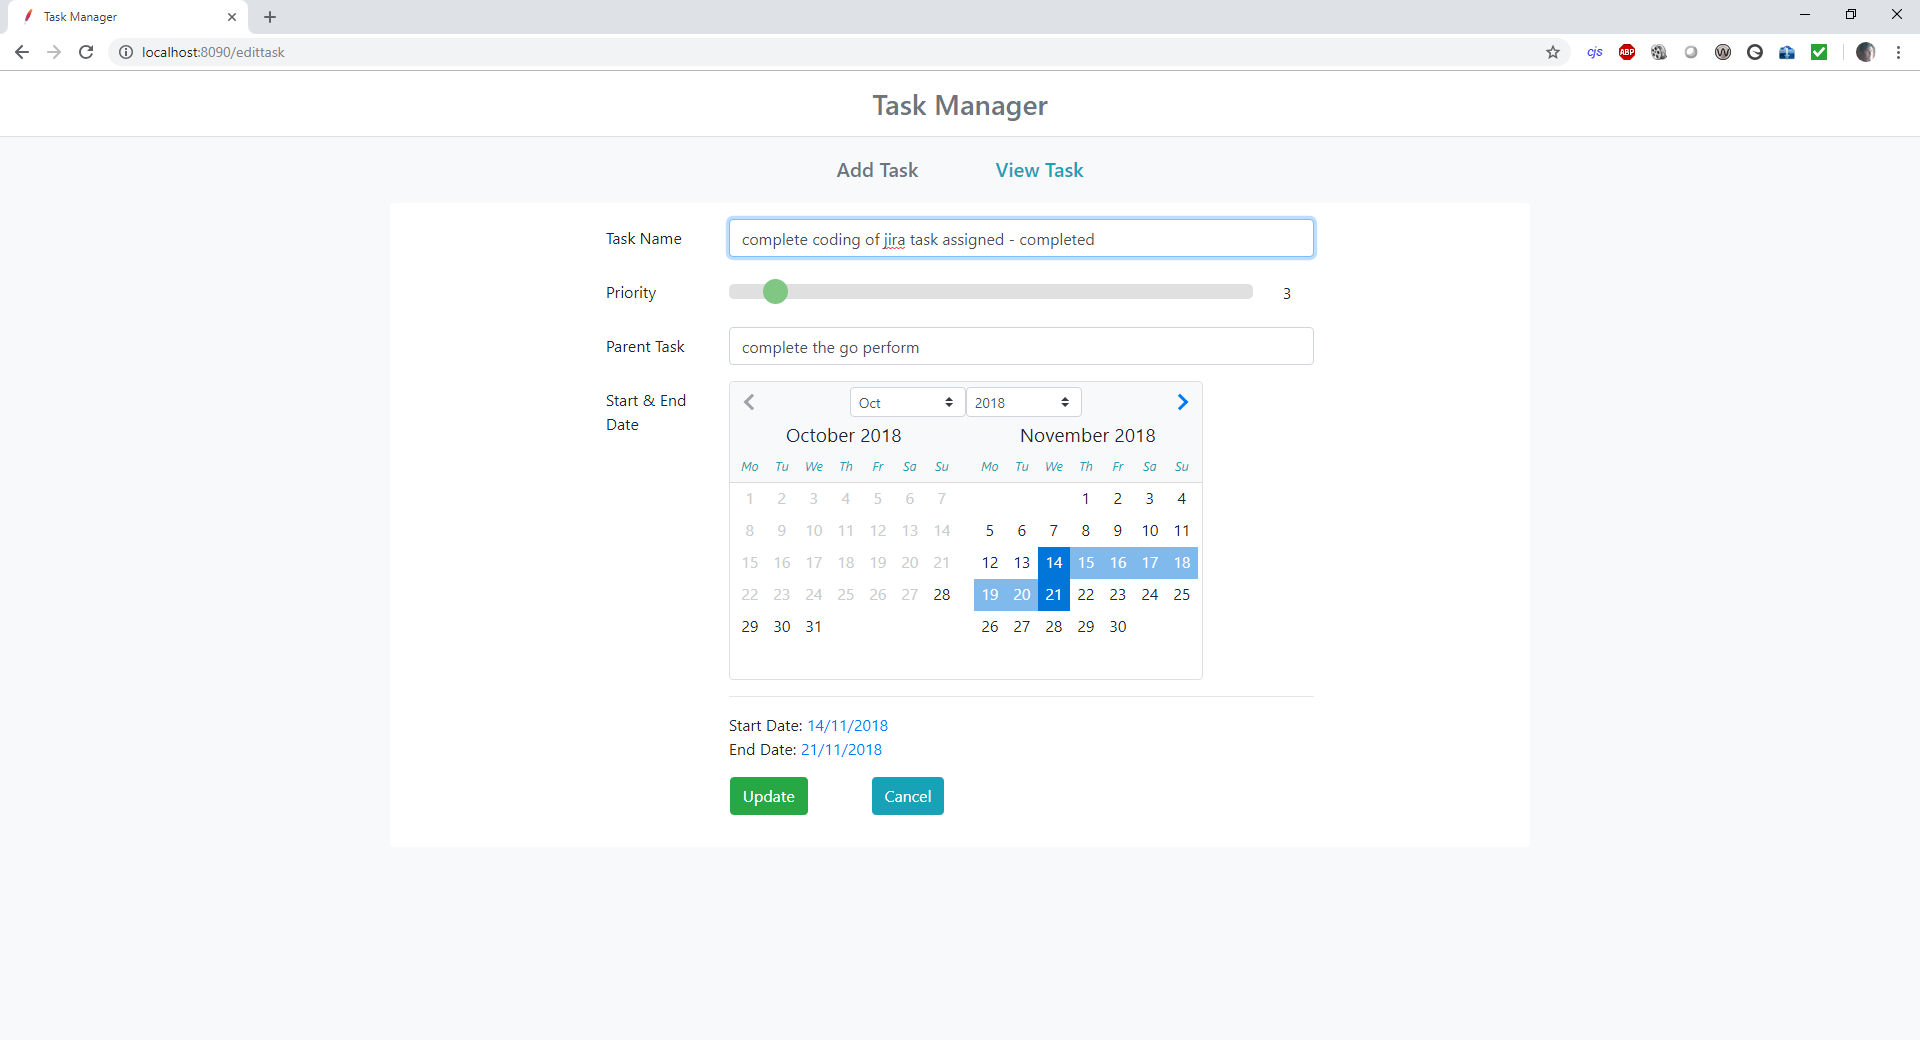 Task Manager
localhost:8090/edittask
cjs
ABP
Task Manager
Add Task View Task
Task Name complete coding of jira task assigned - completed
Priority 3
Parent Task complete the go perform
Start & End Date
Oct 2018
October 2018 November 2018
Mo Tu We Th Fr Sa Su Mo Tu We Th Fr Sa Su
1 2 3 4 5 6 7 1 2 3 4
8 9 10 11 12 13 14 5 6 7 8 9 10 11
15 16 17 18 19 20 21 12 13 14 15 16 17 18
22 23 24 25 26 27 28 19 20 21 22 23 24 25
29 30 31 26 27 28 29 30
Start Date: 14/11/2018
End Date: 21/11/2018
Update Cancel